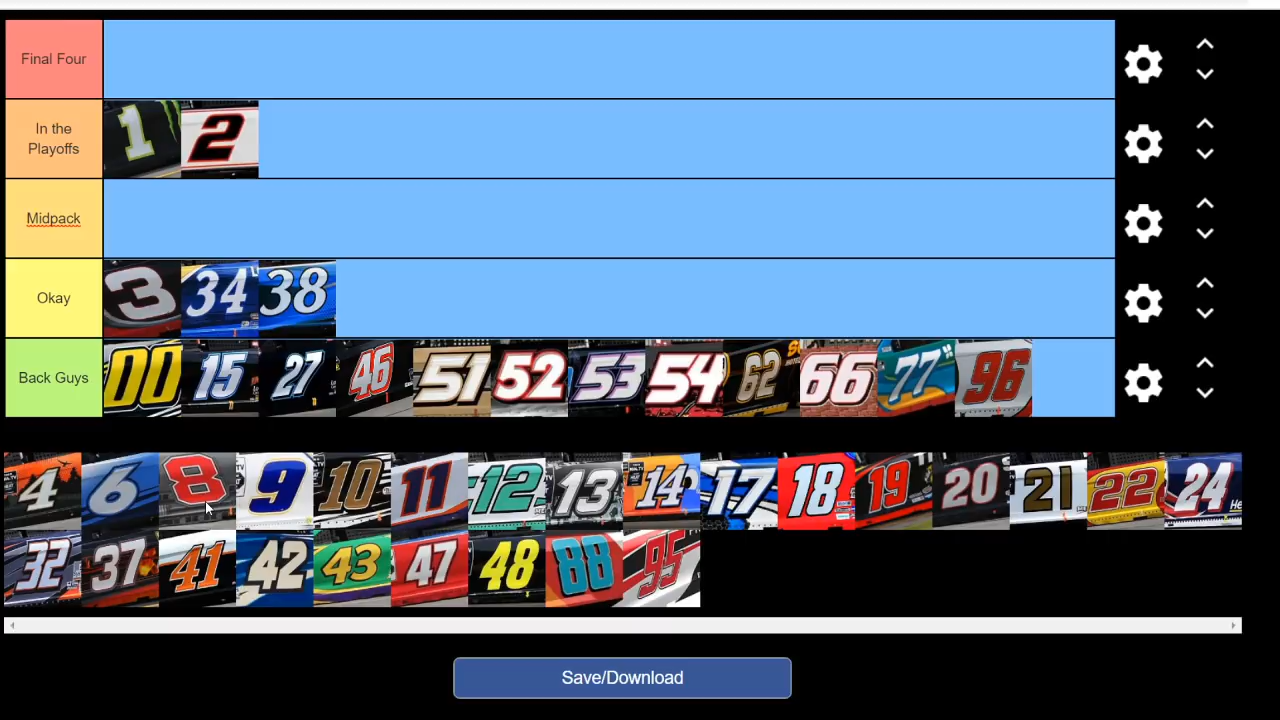 Final Four
In the
Playoffs
1 2
Midpack
Okay
3 34 38
Back Guys
00 15 27 46 51 52 53 54 62 66 77 96
4 6 8 9 10 11 12 13 14 17 18 19 20 21 22 24
32 37 41 42 43 47 48 88 95
Save/Download